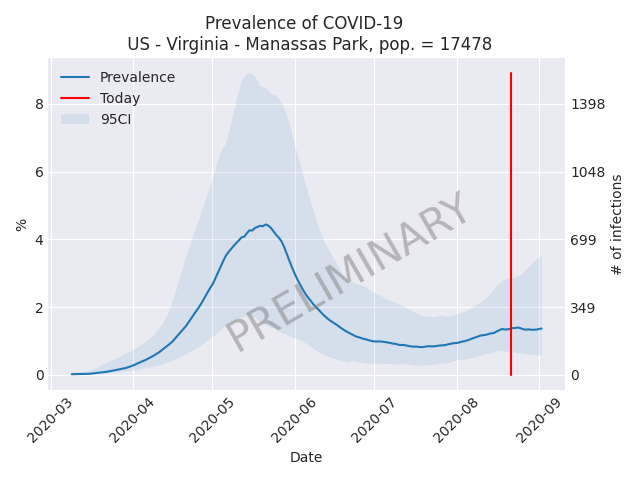 Prevalence of COVID-19
US - Virginia - Manassas Park, pop. = 17478
Prevalence
Today
95CI
8
6
4
2
0
%
1398
1048
699
349
0
# of infections
PRELIMINARY
2020-03
2020-04
2020-05
2020-06
2020-07
2020-08
2020-09
Date